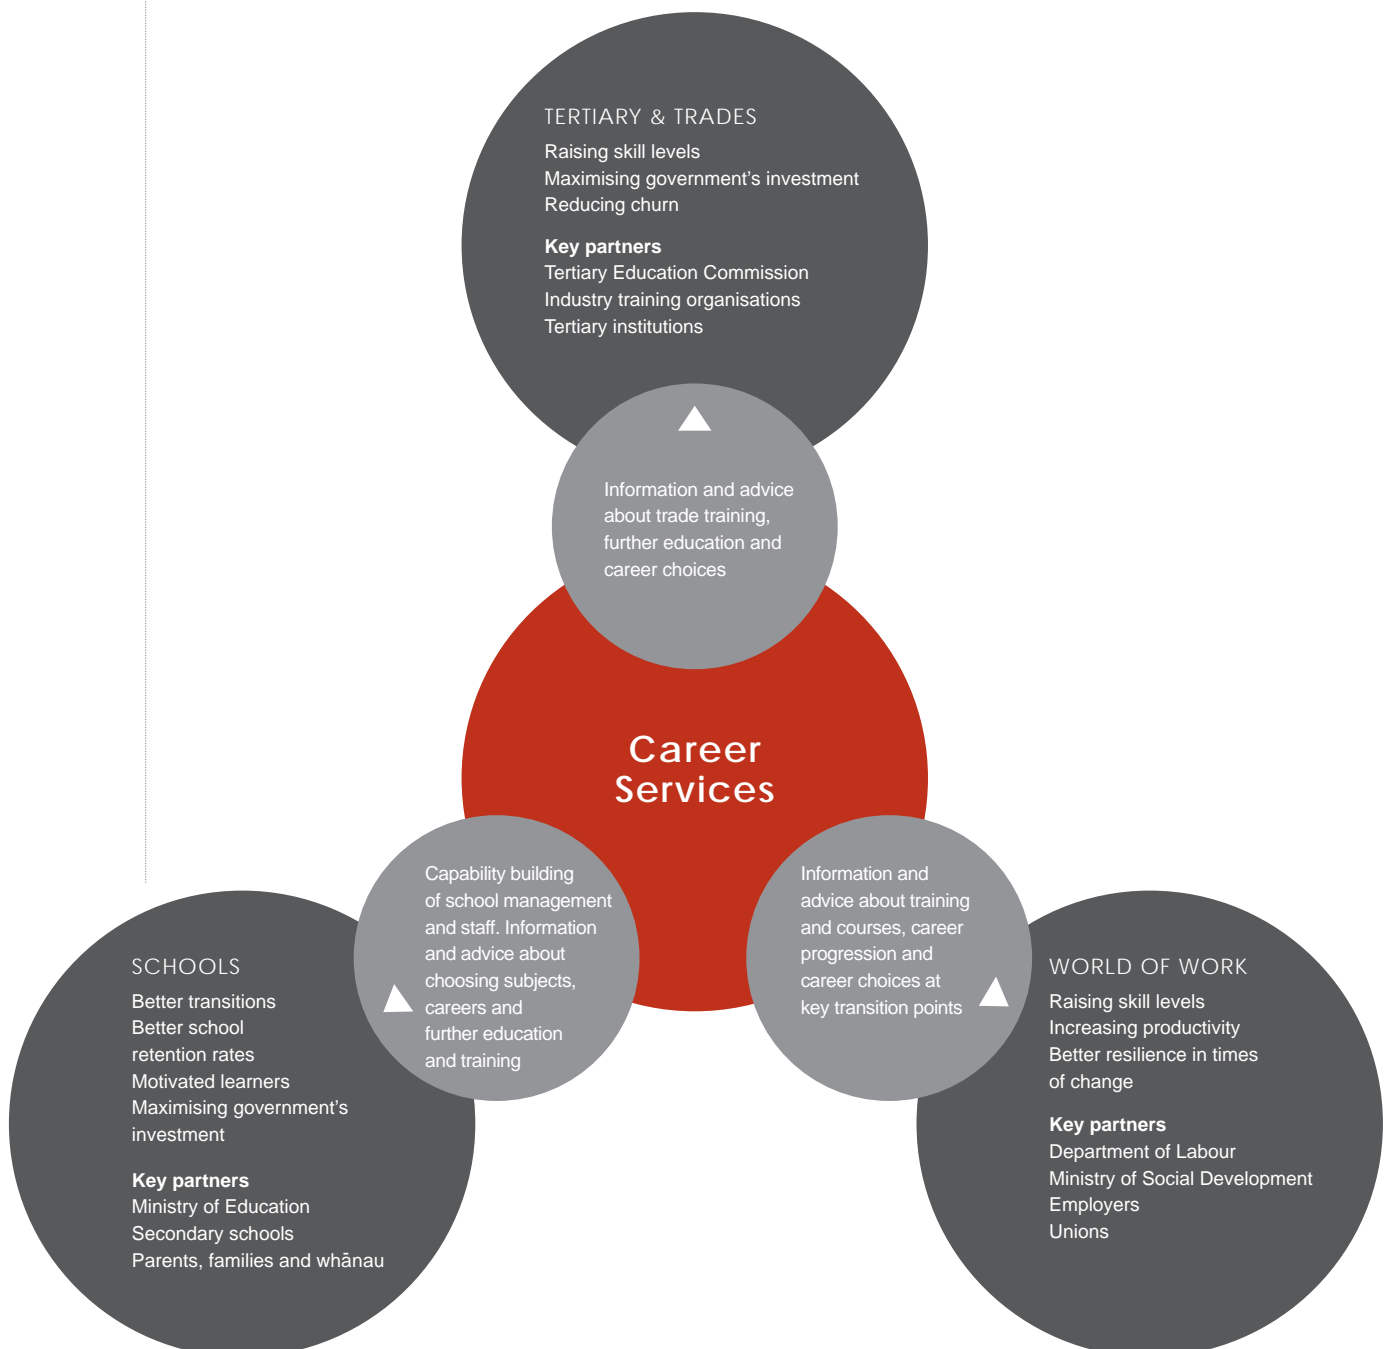 TERTIARY & TRADES
Raising skill levels
Maximising government’s investment
Reducing churn
Key partners
Tertiary Education Commission
Industry training organisations
Tertiary institutions
Information and advice
about trade training,
further education and
career choices
Career
Services
Capability building
of school management
and staff. Information
and advice about
choosing subjects,
careers and
further education
and training
Information and
advice about training
and courses, career
progression and
career choices at
key transition points
SCHOOLS
Better transitions
Better school
retention rates
Motivated learners
Maximising government’s
investment
Key partners
Ministry of Education
Secondary schools
Parents, families and whānau
WORLD OF WORK
Raising skill levels
Increasing productivity
Better resilience in times
of change
Key partners
Department of Labour
Ministry of Social Development
Employers
Unions